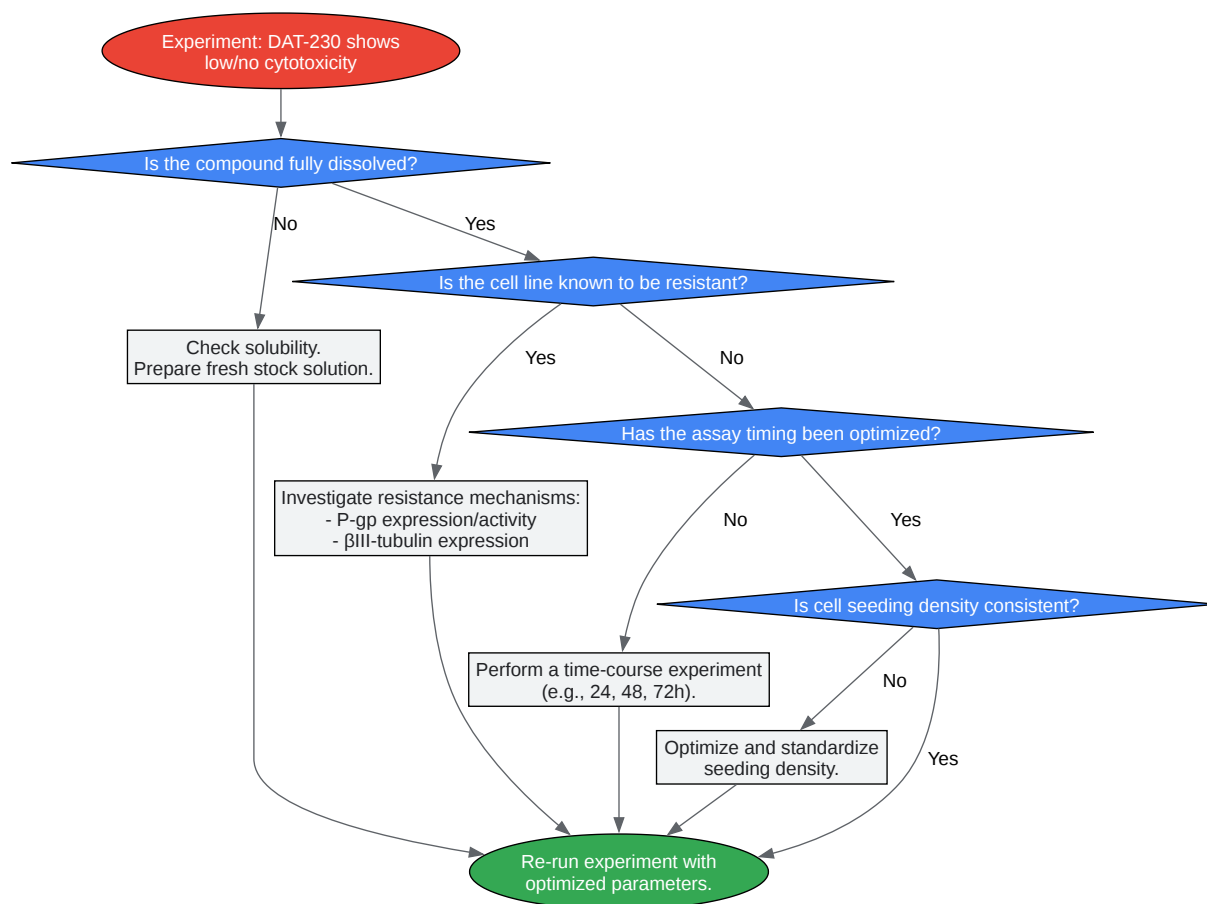 Experiment: DAT-230 shows
low/no cytotoxicity
Is the compound fully dissolved?
No
Yes
Is the cell line known to be resistant?
Check solubility.
Prepare fresh stock solution.
Yes
No
Has the assay timing been optimized?
Investigate resistance mechanisms:
- P-gp expression/activity
- βIII-tubulin expression
No
Yes
Is cell seeding density consistent?
Perform a time-course experiment
(e.g., 24, 48, 72h).
No
Optimize and standardize
seeding density.
Yes
Re-run experiment with
optimized parameters.